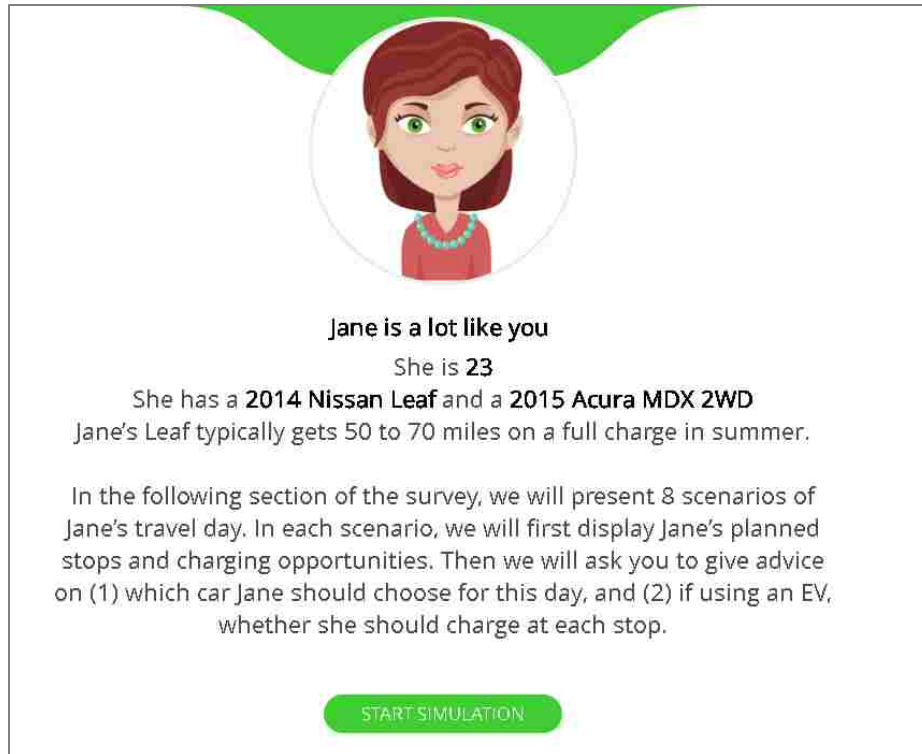 Jane is a lot like you
She is 23
She has a 2014 Nissan Leaf and a 2015 Acura MDX 2WD
Jane's Leaf typically gets 50 to 70 miles on a full charge in summer.
In the following section of the survey, we will present 8 scenarios of
Jane's travel day. In each scenario, we will first display Jane's planned
stops and charging opportunities. Then we will ask you to give advice
on (1) which car Jane should choose for this day, and (2) if using an EV,
whether she should charge at each stop.
START SIMULATION